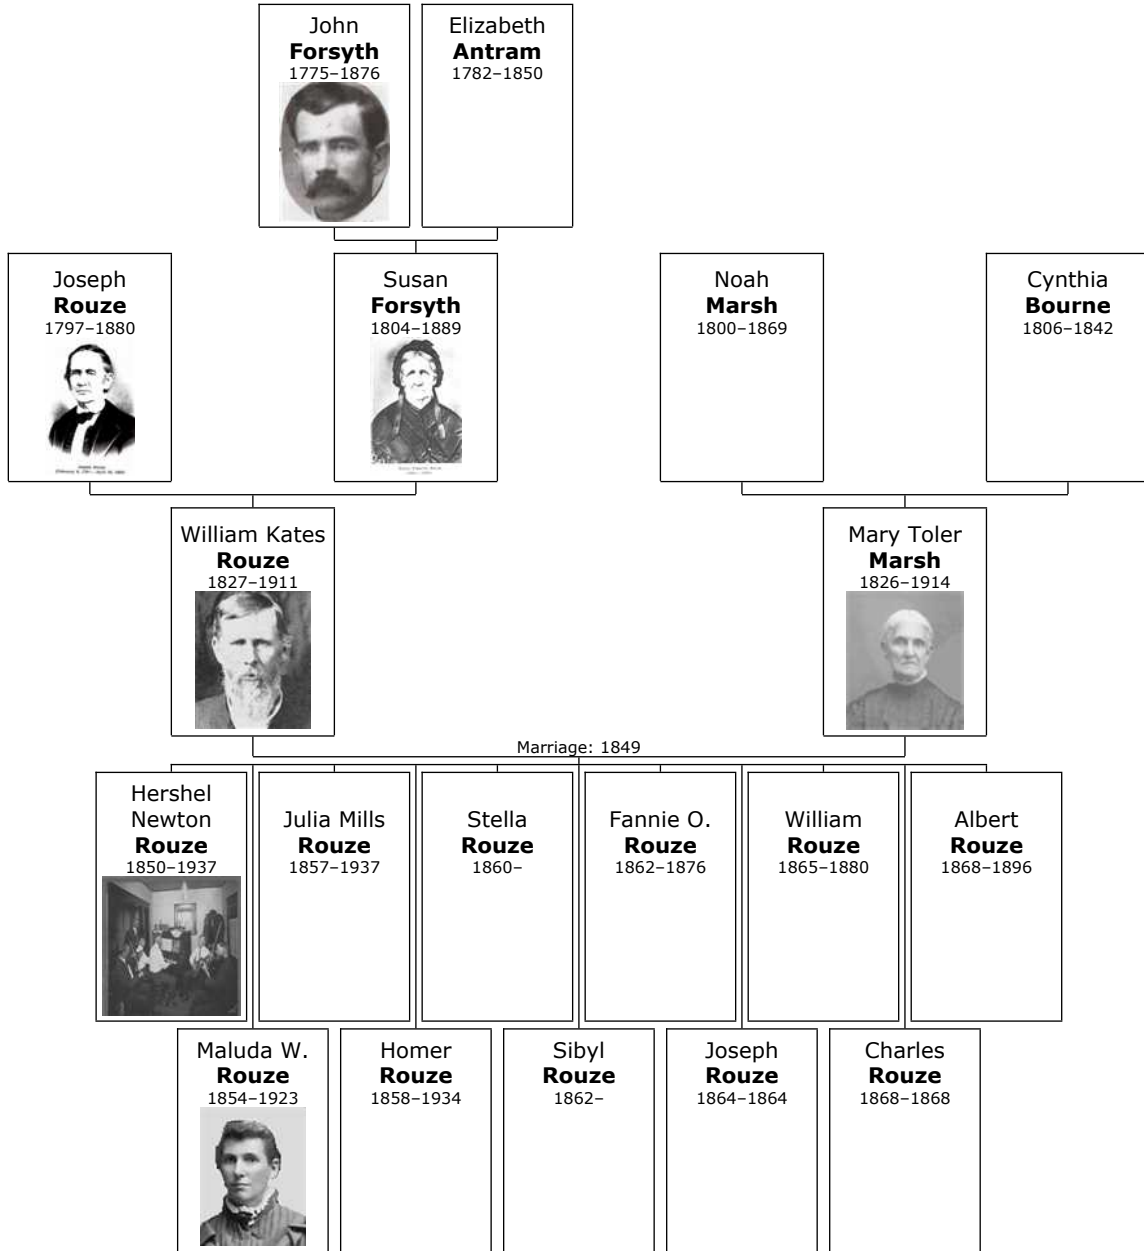 John
Forsyth
1775–1876
Elizabeth
Antram
1782–1850
Joseph
Rouze
1797–1880
Susan
Forsyth
1804–1889
Noah
Marsh
1800–1869
Cynthia
Bourne
1806–1842
William Kates
Rouze
1827–1911
Mary Toler
Marsh
1826–1914
Marriage: 1849
Hershel
Newton
Rouze
1850–1937
Julia Mills
Rouze
1857–1937
Stella
Rouze
1860–
Fannie O.
Rouze
1862–1876
William
Rouze
1865–1880
Albert
Rouze
1868–1896
Maluda W.
Rouze
1854–1923
Homer
Rouze
1858–1934
Sibyl
Rouze
1862–
Joseph
Rouze
1864–1864
Charles
Rouze
1868–1868